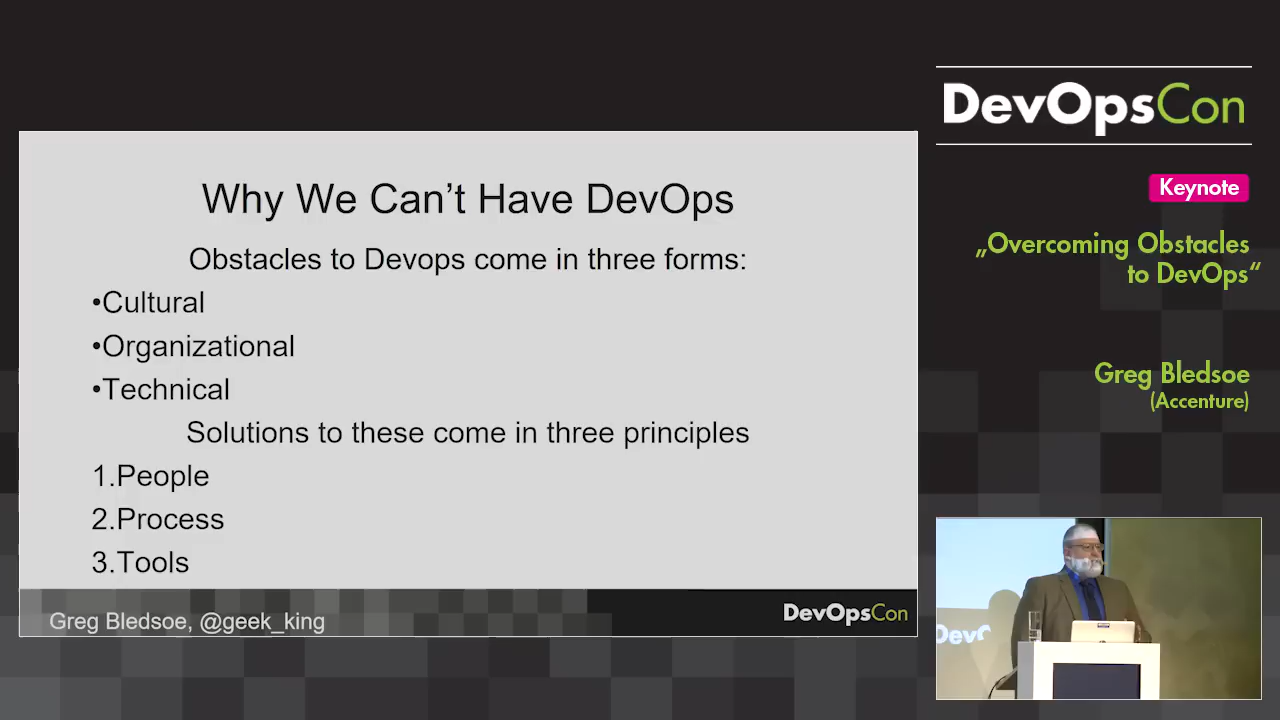 DevOpsCon
Keynote
„Overcoming Obstacles
to DevOps“
Greg Bledsoe
(Accenture)
Why We Can’t Have DevOps
Obstacles to Devops come in three forms:
•Cultural
•Organizational
•Technical
Solutions to these come in three principles
1.People
2.Process
3.Tools
Greg Bledsoe, @geek_king
DevOpsCon